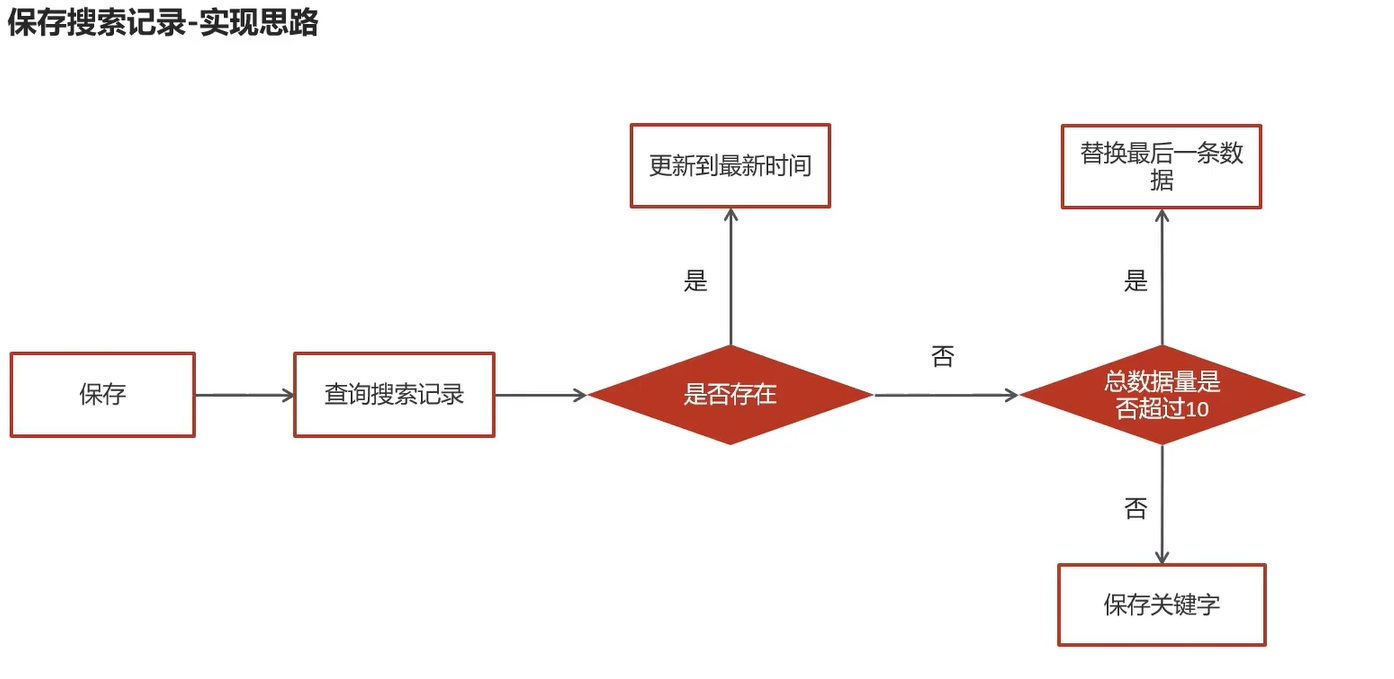 保存搜索记录-实现思路
更新到最新时间
替换最后一条数
据
是
是
否
保存
查询搜索记录
是否存在
总数据量是
否超过10
否
保存关键字